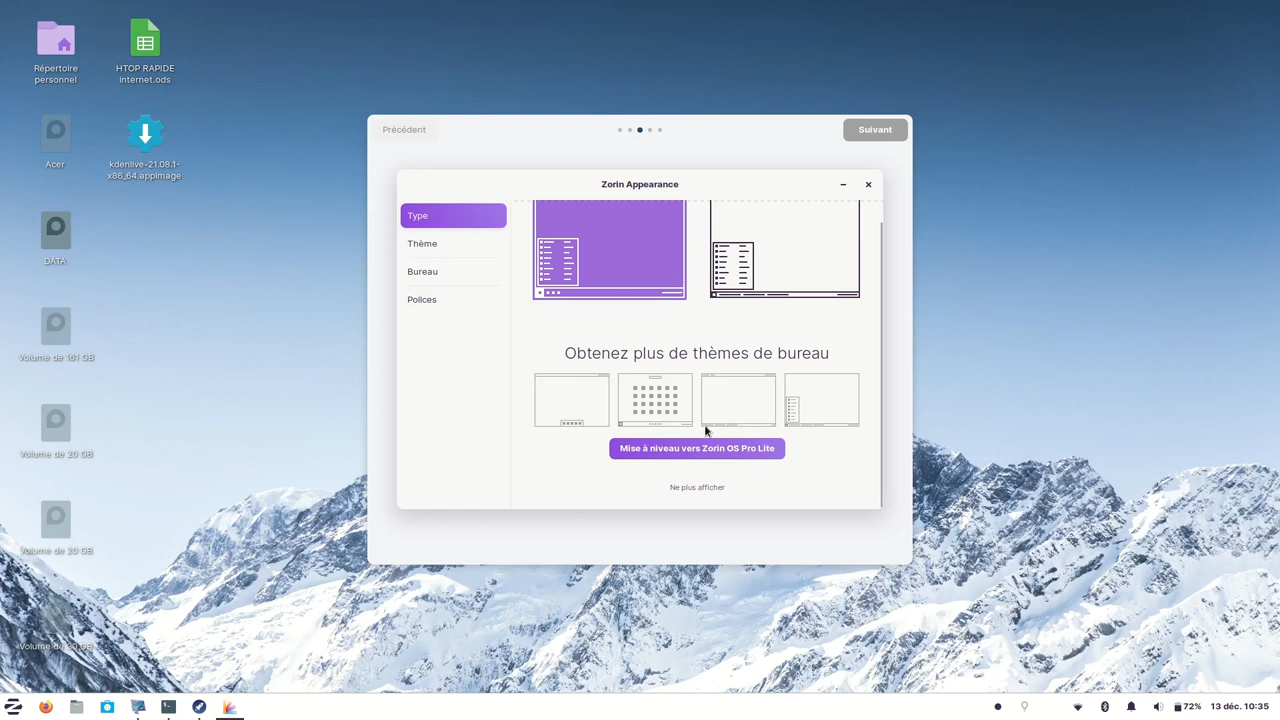 Répertoire
personnel
HTOP RAPIDE
internet.ods
Acer
kdenlive-21.08.1-
x86_64.appimage
DATA
Volume de 161 GB
Volume de 20 GB
Volume de 20 GB
Précédent
Suivant
Zorin Appearance
Type
Thème
Bureau
Polices
Obtenez plus de thèmes de bureau
Mise à niveau vers Zorin OS Pro Lite
Ne plus afficher
72%
13 déc. 10:35